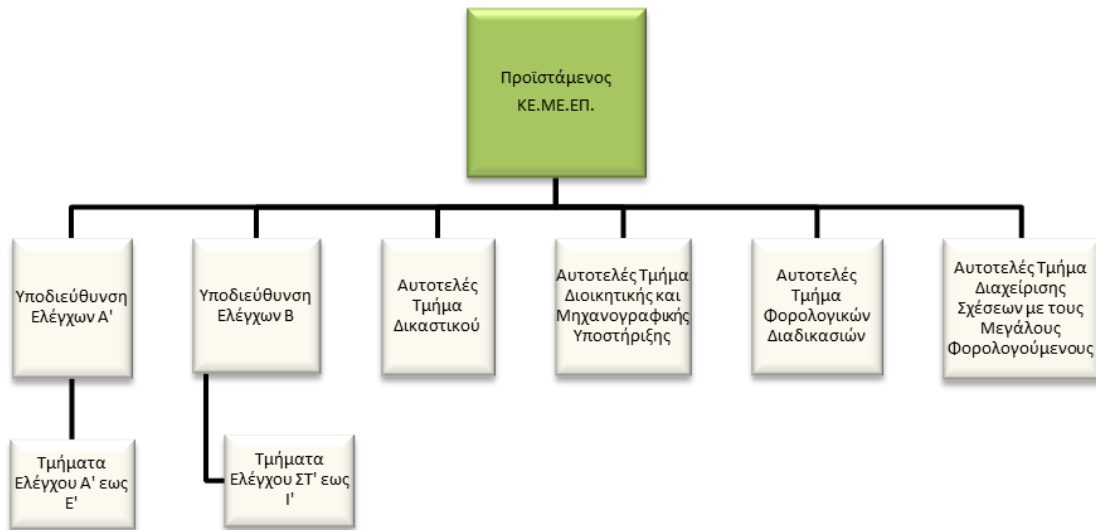 Προϊστάμενος
ΚΕ.ΜΕ.ΕΠ.
Υποδιεύθυνση
Ελέγχων Α'
Υποδιεύθυνση
Ελέγχων Β
Αυτοτελές
Τμήμα
Δικαστικού
Αυτοτελές Τμήμα
Διοικητικής και
Μηχανογραφικής
Υποστήριξης
Αυτοτελές
Τμήμα
Φορολογικών
Διαδικασιών
Αυτοτελές Τμήμα
Διαχείρισης
Σχέσεων με τους
Μεγάλους
Φορολογούμενους
Τμήματα
Ελέγχου Α' εως
Ε'
Τμήματα
Ελέγχου ΣΤ' εως
Ι'